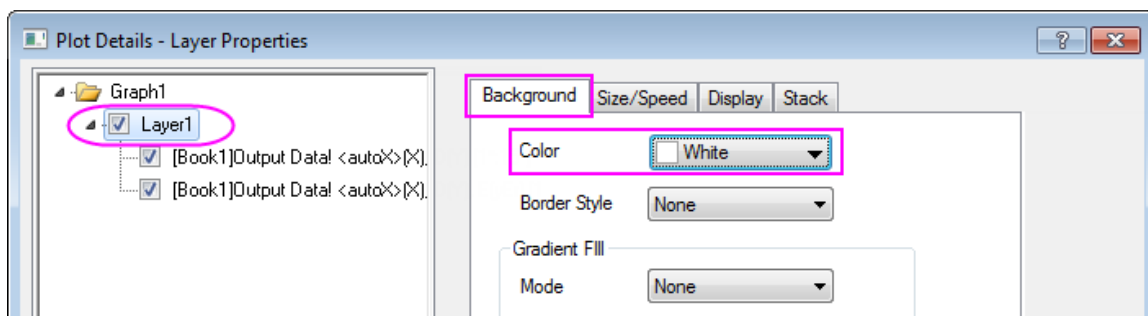 Plot Details - Layer Properties
Graph1
Layer1
[Book1]Output Data! <autoX>(X),
[Book1]Output Data! <autoX>(X),
Background Size/Speed Display Stack
Color White
Border Style None
Gradient Fill
Mode None